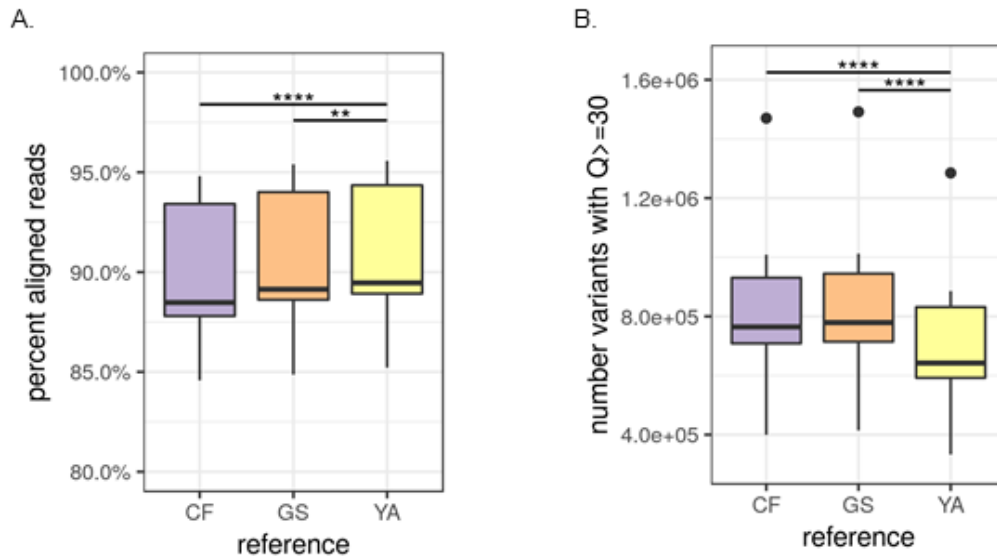 A.
percent aligned reads
100.0%
95.0%
90.0%
85.0%
80.0%
****
**
CF GS YA
reference
B.
number variants with Q>=30
1.6e+06
1.2e+06
8.0e+05
4.0e+05
****
****
CF GS YA
reference